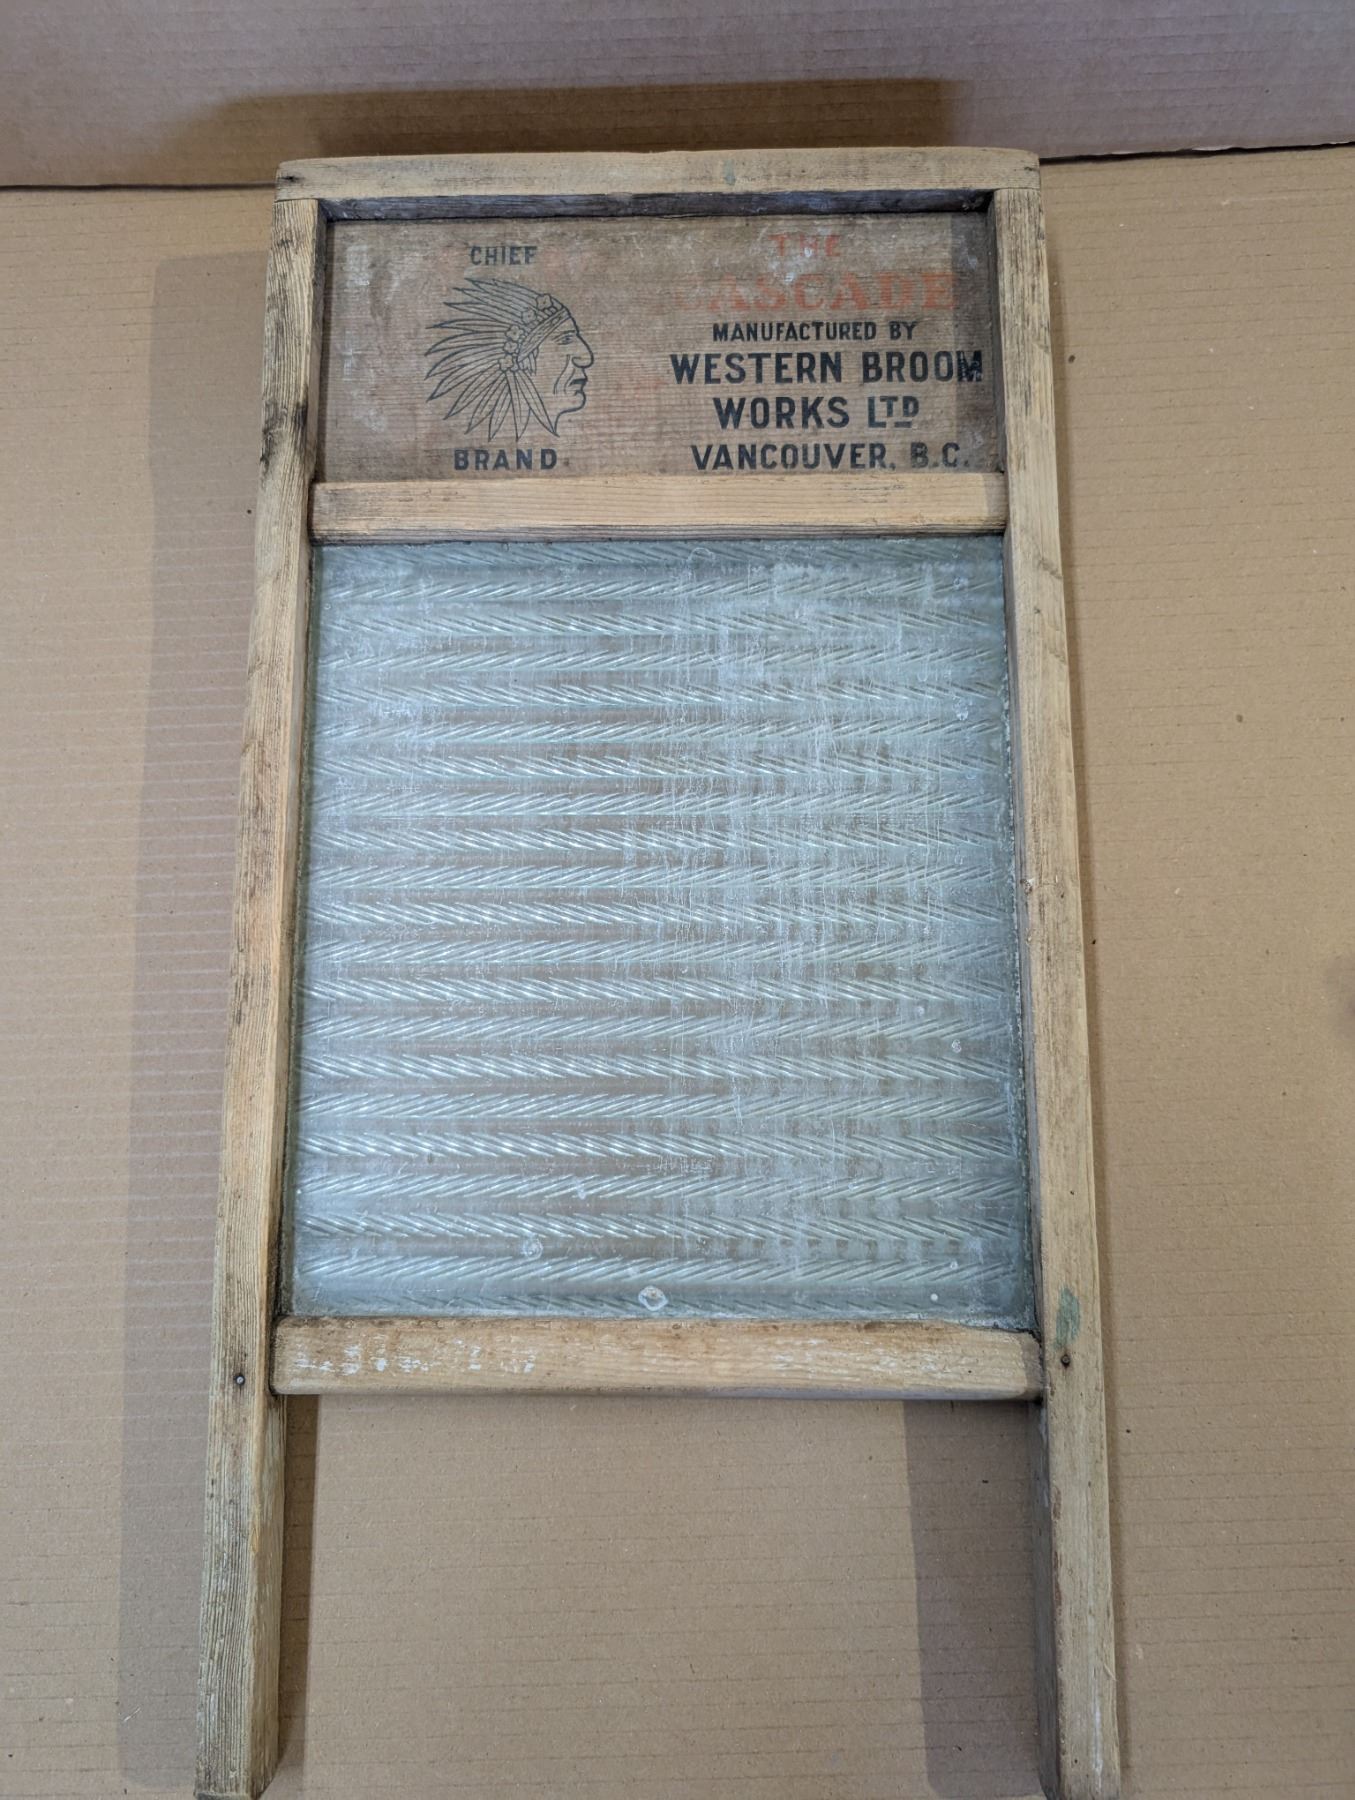 CHIEF
BRAND.
THE
CASCADE
MANUFACTURED BY
WESTERN BROOM
WORKS LTD
VANCOUVER, B.C.